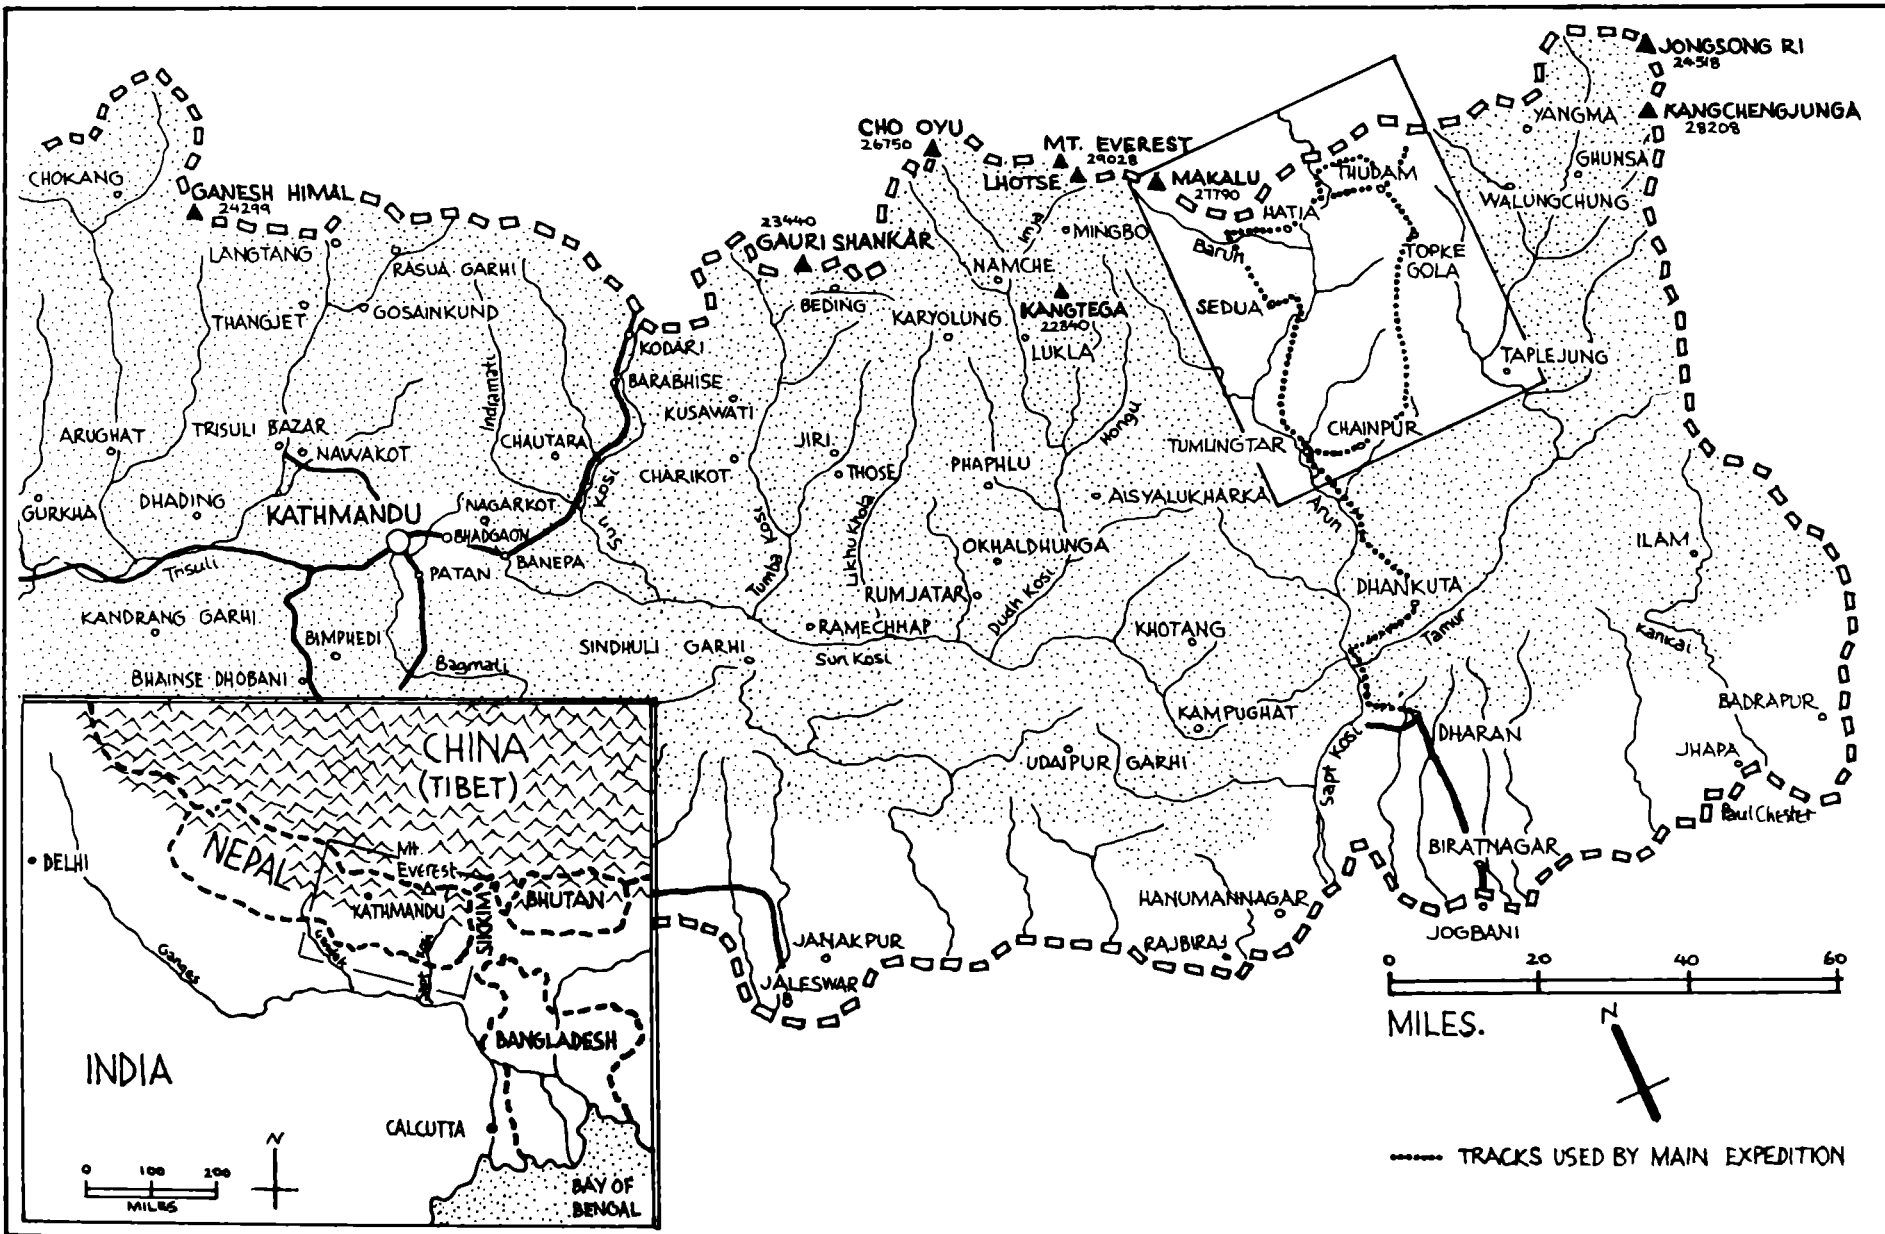 JONGSONG RI
24518
KANGCHENGJUNGA
28208
YANGMA
GHUNSA
WALUNGCHUNG
CHO OYU
26750
MT. EVEREST
29028
LHOTSE
MAKALU
27790
THUDAM
HATIA
Barun
TOPKE
GOLA
SEDUA
CHOKANG
GANESH HIMAL
24299
LANGTANG
RASUA GARHI
GOSAINKUND
THANGJET
23440
GAURI SHANKAR
BEDING
Imja
MINGBO
NAMCHE
KANGTEGA
22340
KARYOLUNG
LUKLA
TAPLEJUNG
KODARI
BARABHISE
KUSAWATI
Indramati
CHAUTARA
ARUGHAT
TRISULI BAZAR
NAWAKOT
CHARIKOT
JIRI
THOSE
PHAPHLU
Hongu
TUMLINGTAR
CHAINPUR
AISYALUKHARKA
Arun
GURKHA
DHADING
KATHMANDU
NAGARKOT
BHADGAON
BANEPA
PATAN
Sun Kosi
Tumba Kosi
Likhu Khola
OKHALDHUNGA
RUMJATAR
Dudh Kosi
DHANKUTA
ILAM
Trisuli
KANDRANG GARHI
BIMPHEDI
Bagmati
BHAINSE DHOBANI
SINDHULI GARHI
RAMECHHAP
Sun Kosi
KHOTANG
Tamur
Kankai
KAMPUGHAT
UDAIPUR GARHI
Sapt Kosi
DHARAN
BADRAPUR
JHAPA
Paul Chester
BIRATNAGAR
JOGBANI
HANUMANNAGAR
RAJBIRAJ
JANAKPUR
JALESWAR
CHINA
(TIBET)
NEPAL
DELHI
Mt
Everest
KATHMANDU
SIKKIM
BHUTAN
Ganges
Gandak
Sapt Kosi
BANGLADESH
INDIA
CALCUTTA
BAY OF
BENGAL
0 100 200
MILES
N
0 20 40 60
MILES.
N
TRACKS USED BY MAIN EXPEDITION